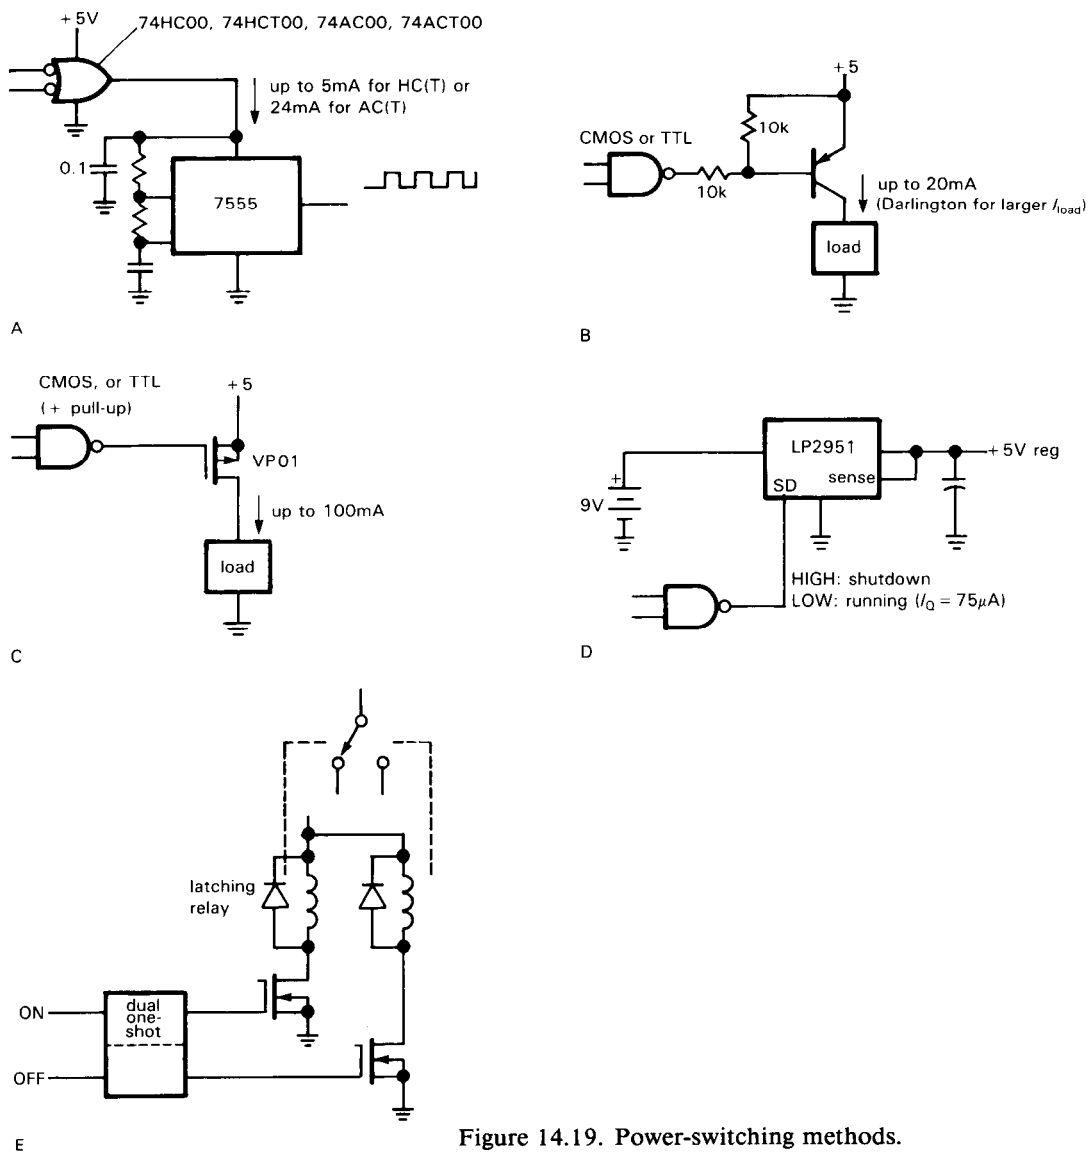 +5V
74HC00, 74HCT00, 74AC00, 74ACT00
up to 5mA for HC(T) or
24mA for AC(T)
0.1
7555
A
+5
10k
CMOS or TTL
10k
up to 20mA
(Darlington for larger Iload)
load
B
CMOS, or TTL
(+ pull-up)
+5
VP01
up to 100mA
load
C
LP2951
+5V reg
sense
SD
+
9V
HIGH: shutdown
LOW: running (IQ = 75μA)
D
latching
relay
ON
dual
one-
shot
OFF
E
Figure 14.19. Power-switching methods.